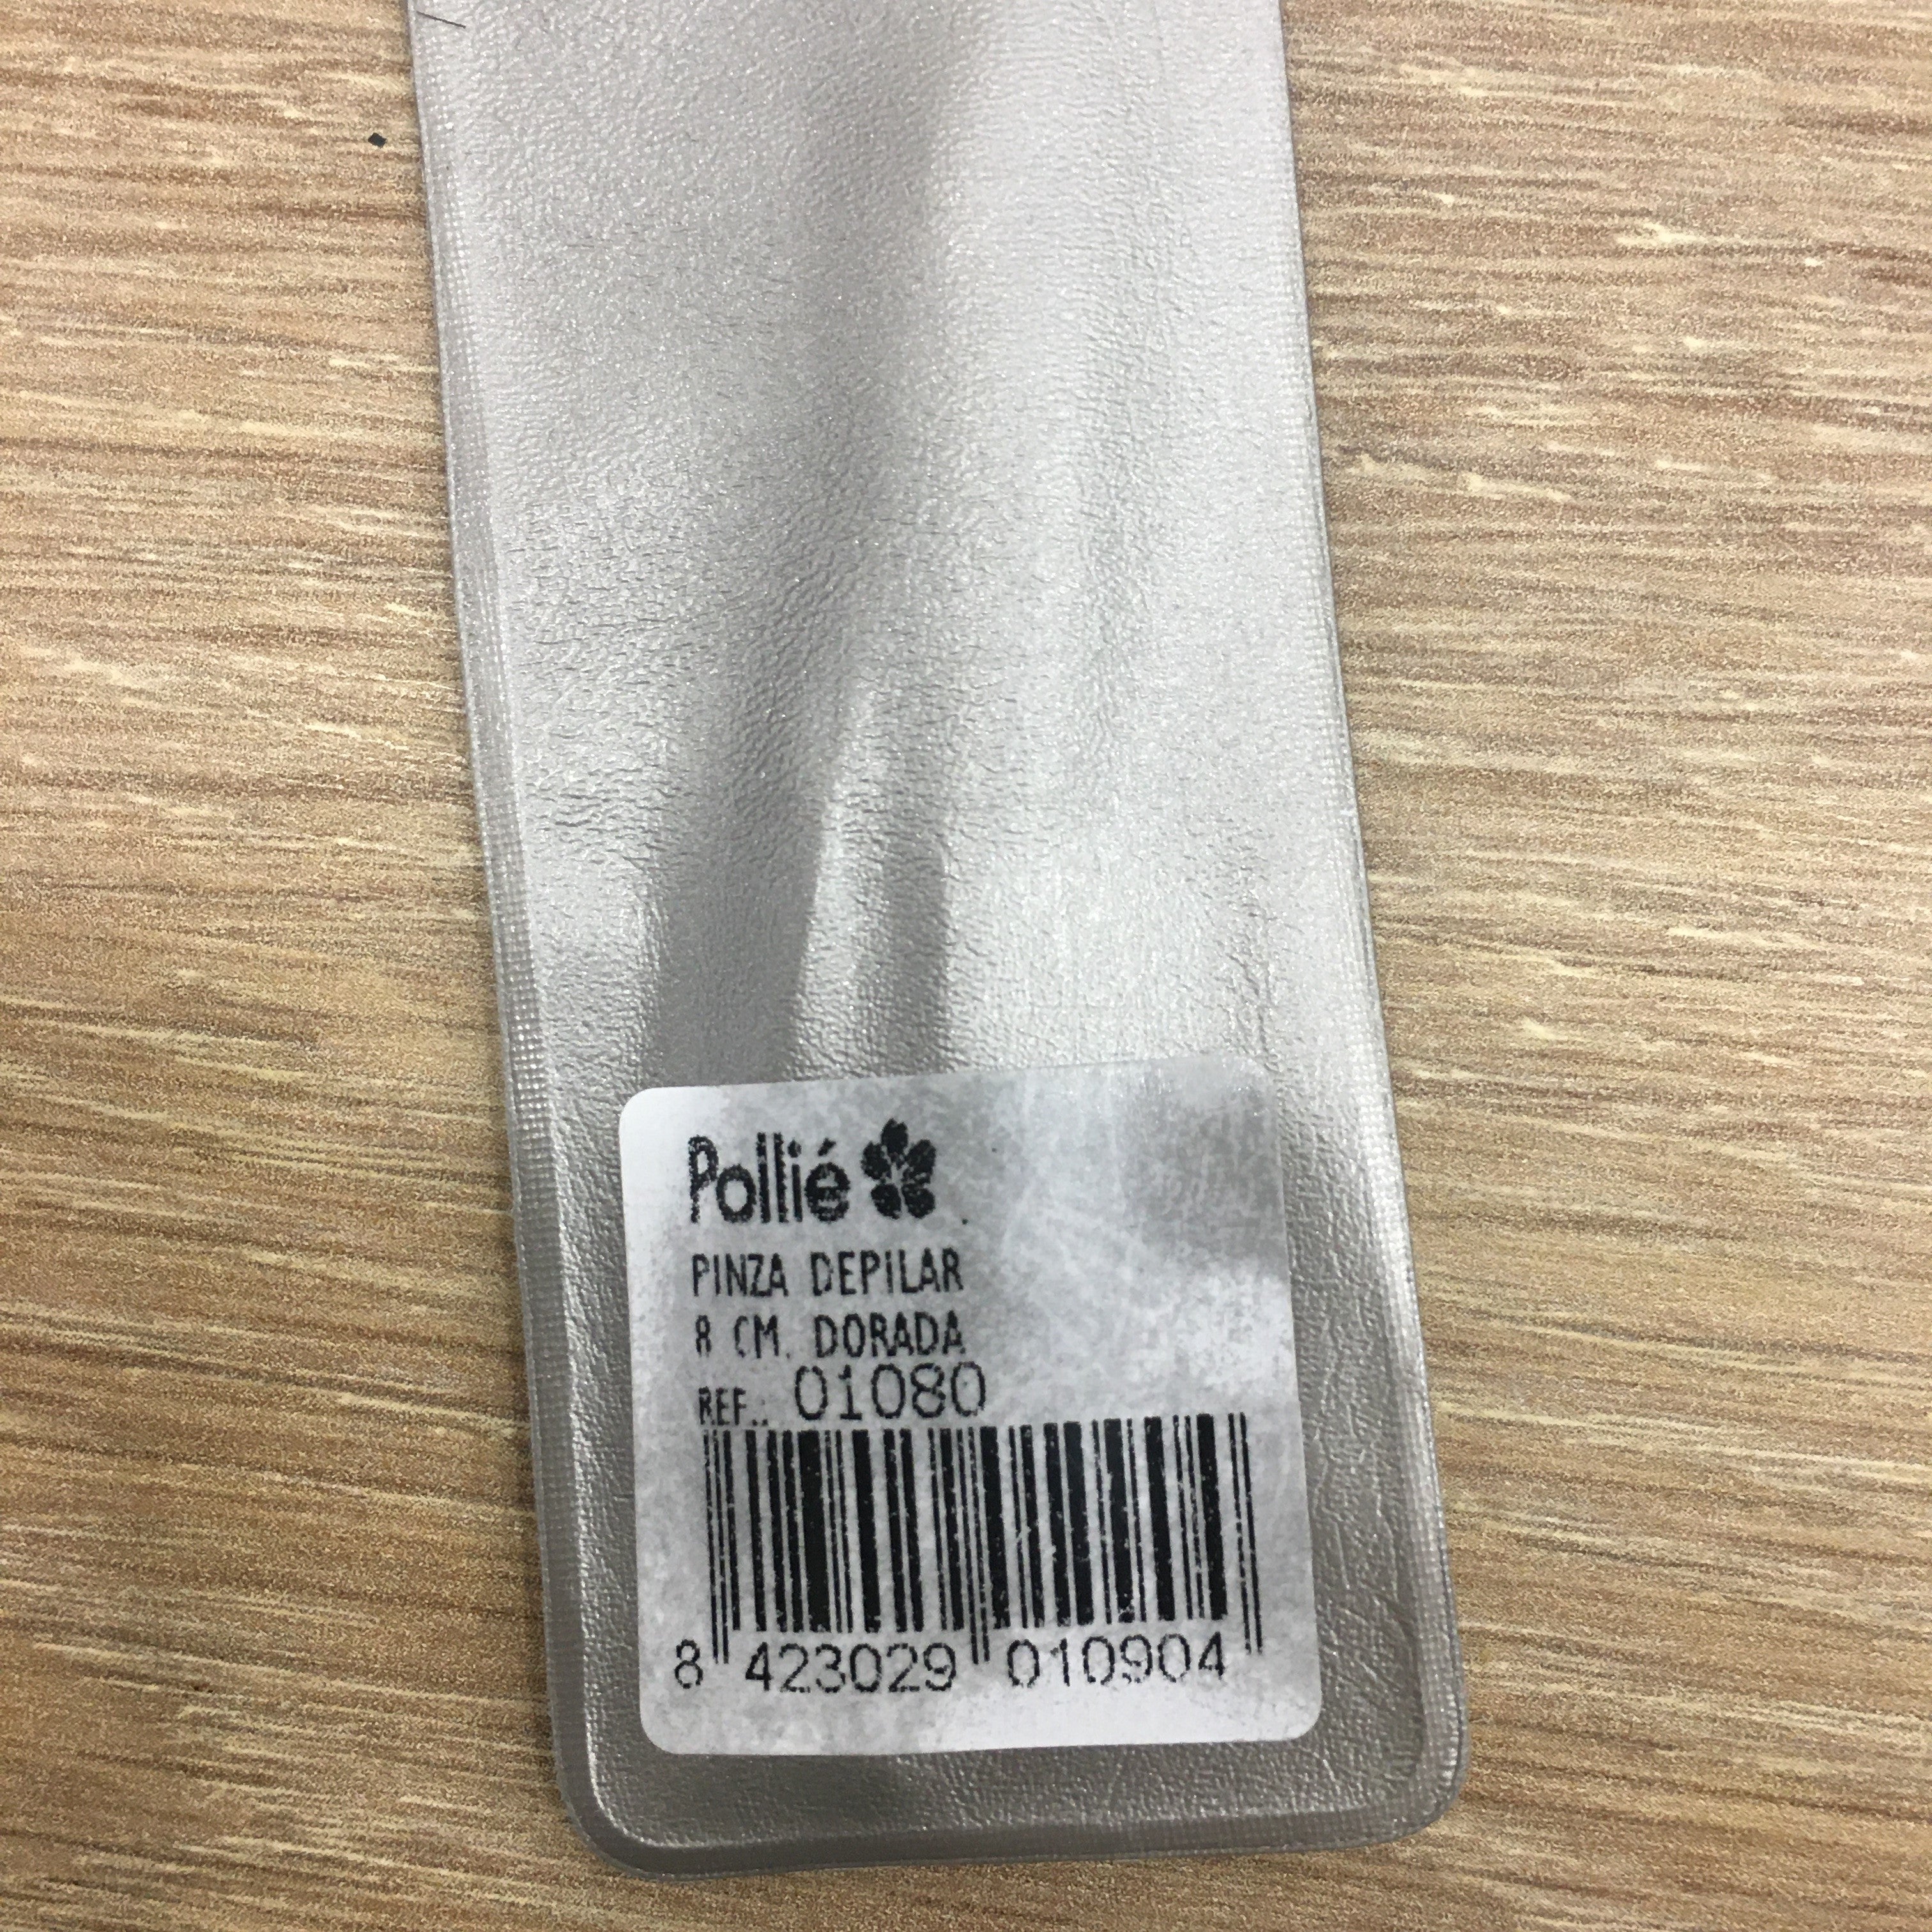 Pollié
PINZA DEPILAR
8 CM. DORADA
REF.: 01080
8 423029 010904